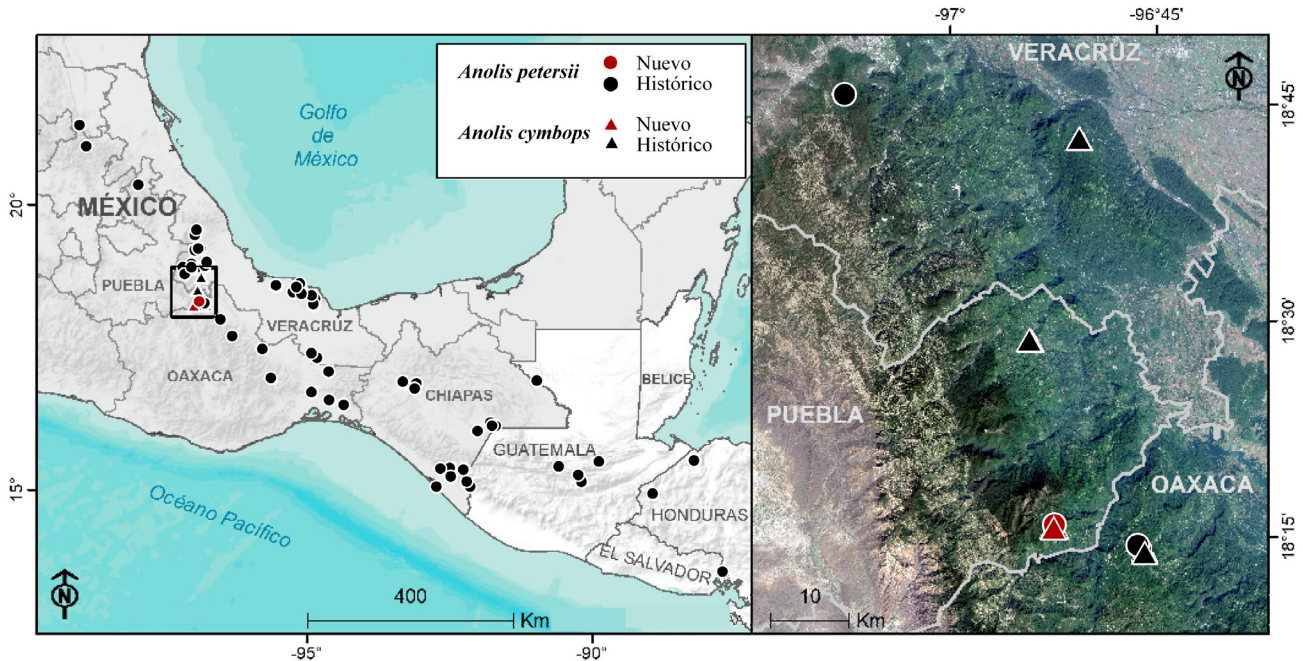 -97°
-96°45'
Anolis petersii
Nuevo
Histórico
Anolis cymbops
Nuevo
Histórico
Golfo
de
México
VERACRUZ
N
18°45'
20°
MÉXICO
PUEBLA
VERACRUZ
OAXACA
CHIAPAS
BELICE
GUATEMALA
18°30'
PUEBLA
OAXACA
15°
Océano Pacífico
HONDURAS
EL SALVADOR
18°15'
N
400
Km
10
Km
-95°
-90°